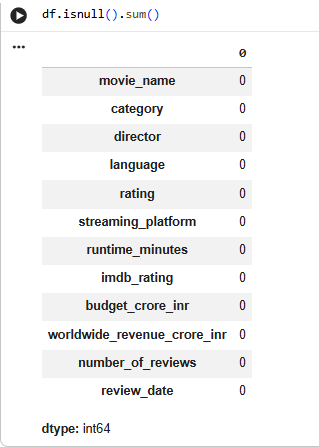 df.isnull().sum()
0
movie_name 0
category 0
director 0
language 0
rating 0
streaming_platform 0
runtime_minutes 0
imdb_rating 0
budget_crore_inr 0
worldwide_revenue_crore_inr 0
number_of_reviews 0
review_date 0
dtype: int64